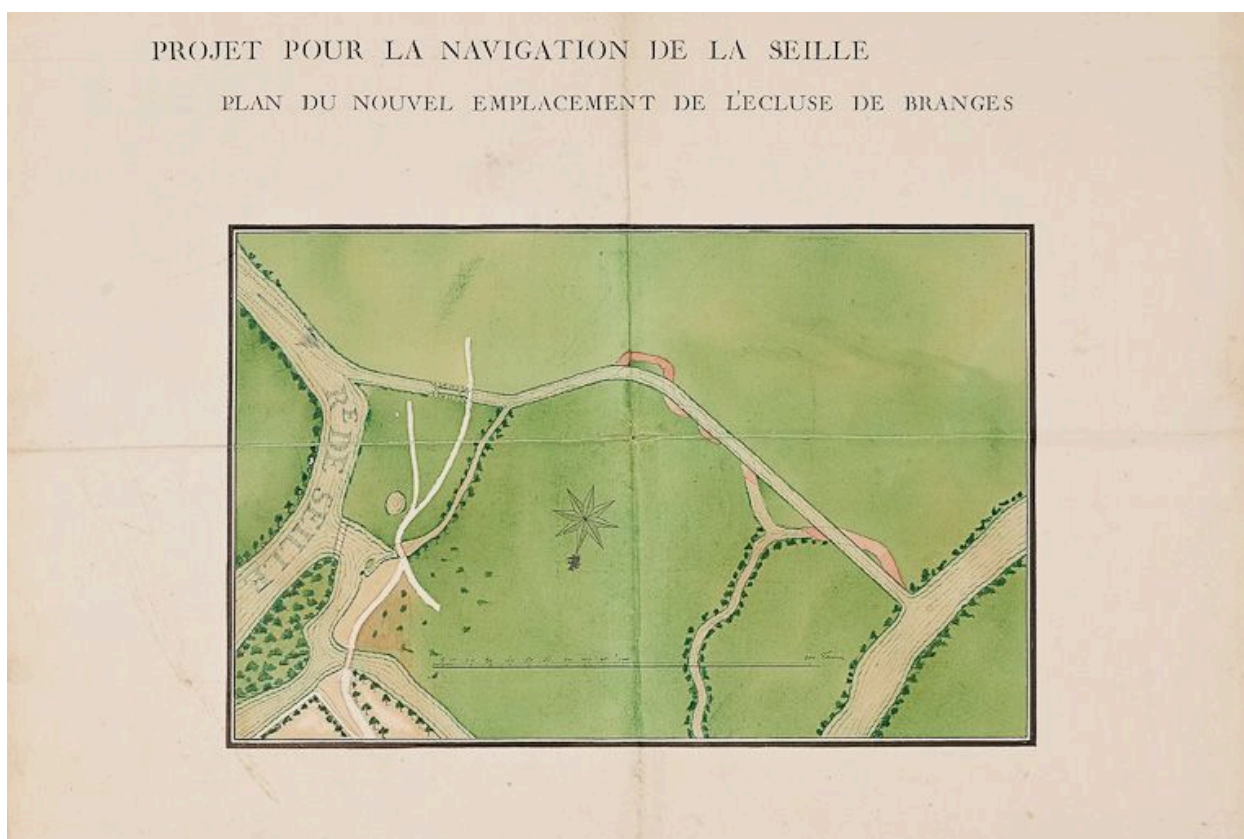 PROJET POUR LA NAVIGATION DE LA SEILLE
PLAN DU NOUVEL EMPLACEMENT DE L'ECLUSE DE BRANGES
RE DE SEILLE